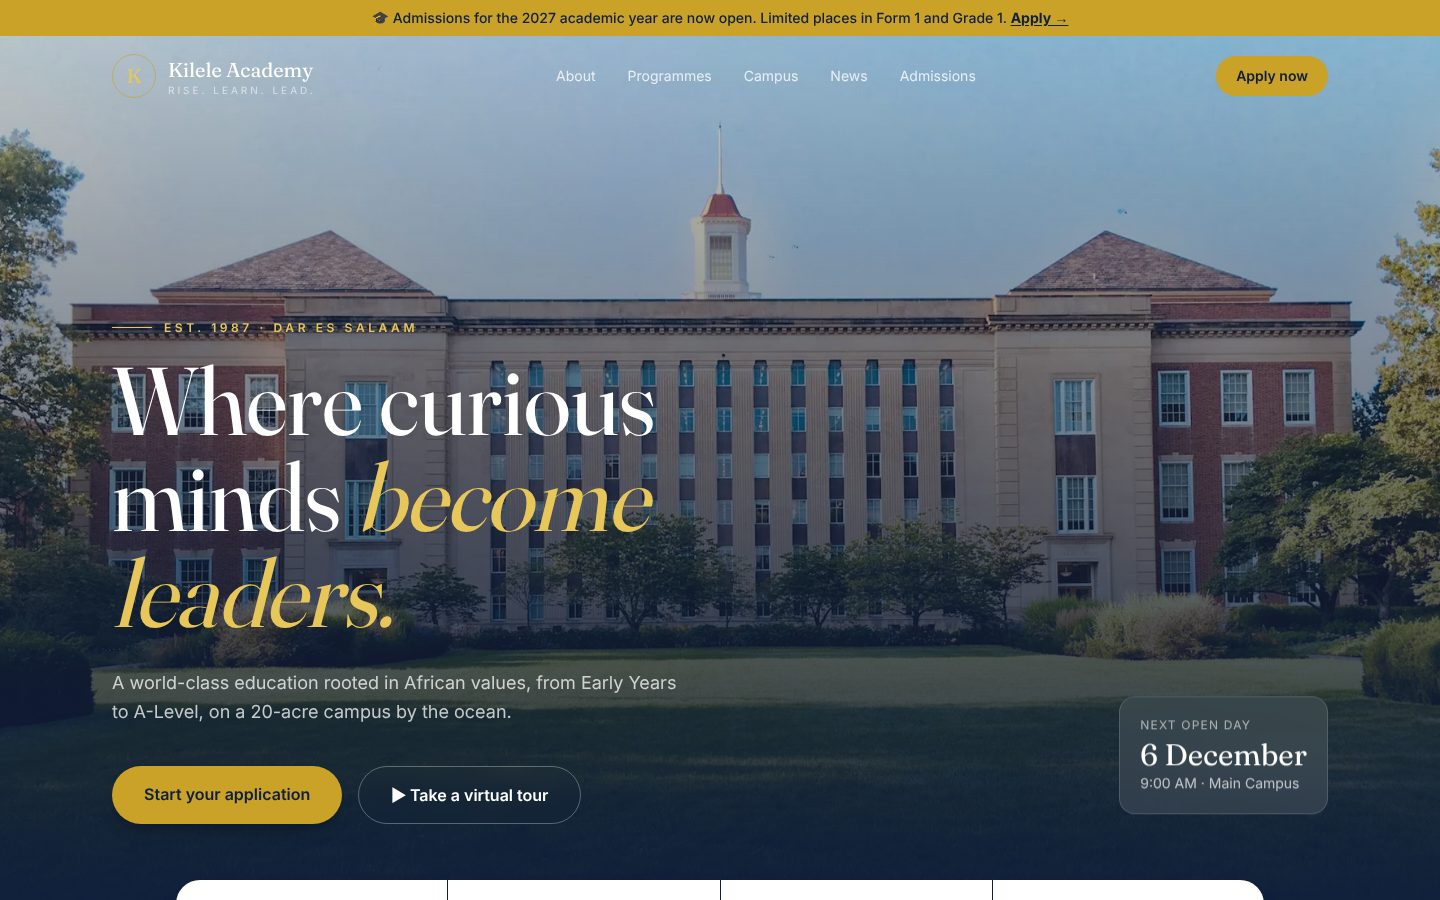 🎓 Admissions for the 2027 academic year are now open. Limited places in Form 1 and Grade 1. Apply →
K
Kilele Academy
RISE. LEARN. LEAD.
About
Programmes
Campus
News
Admissions
Apply now
EST. 1987 · DAR ES SALAAM
Where curious
minds become
leaders.
A world-class education rooted in African values, from Early Years
to A-Level, on a 20-acre campus by the ocean.
Start your application
▶ Take a virtual tour
NEXT OPEN DAY
6 December
9:00 AM · Main Campus